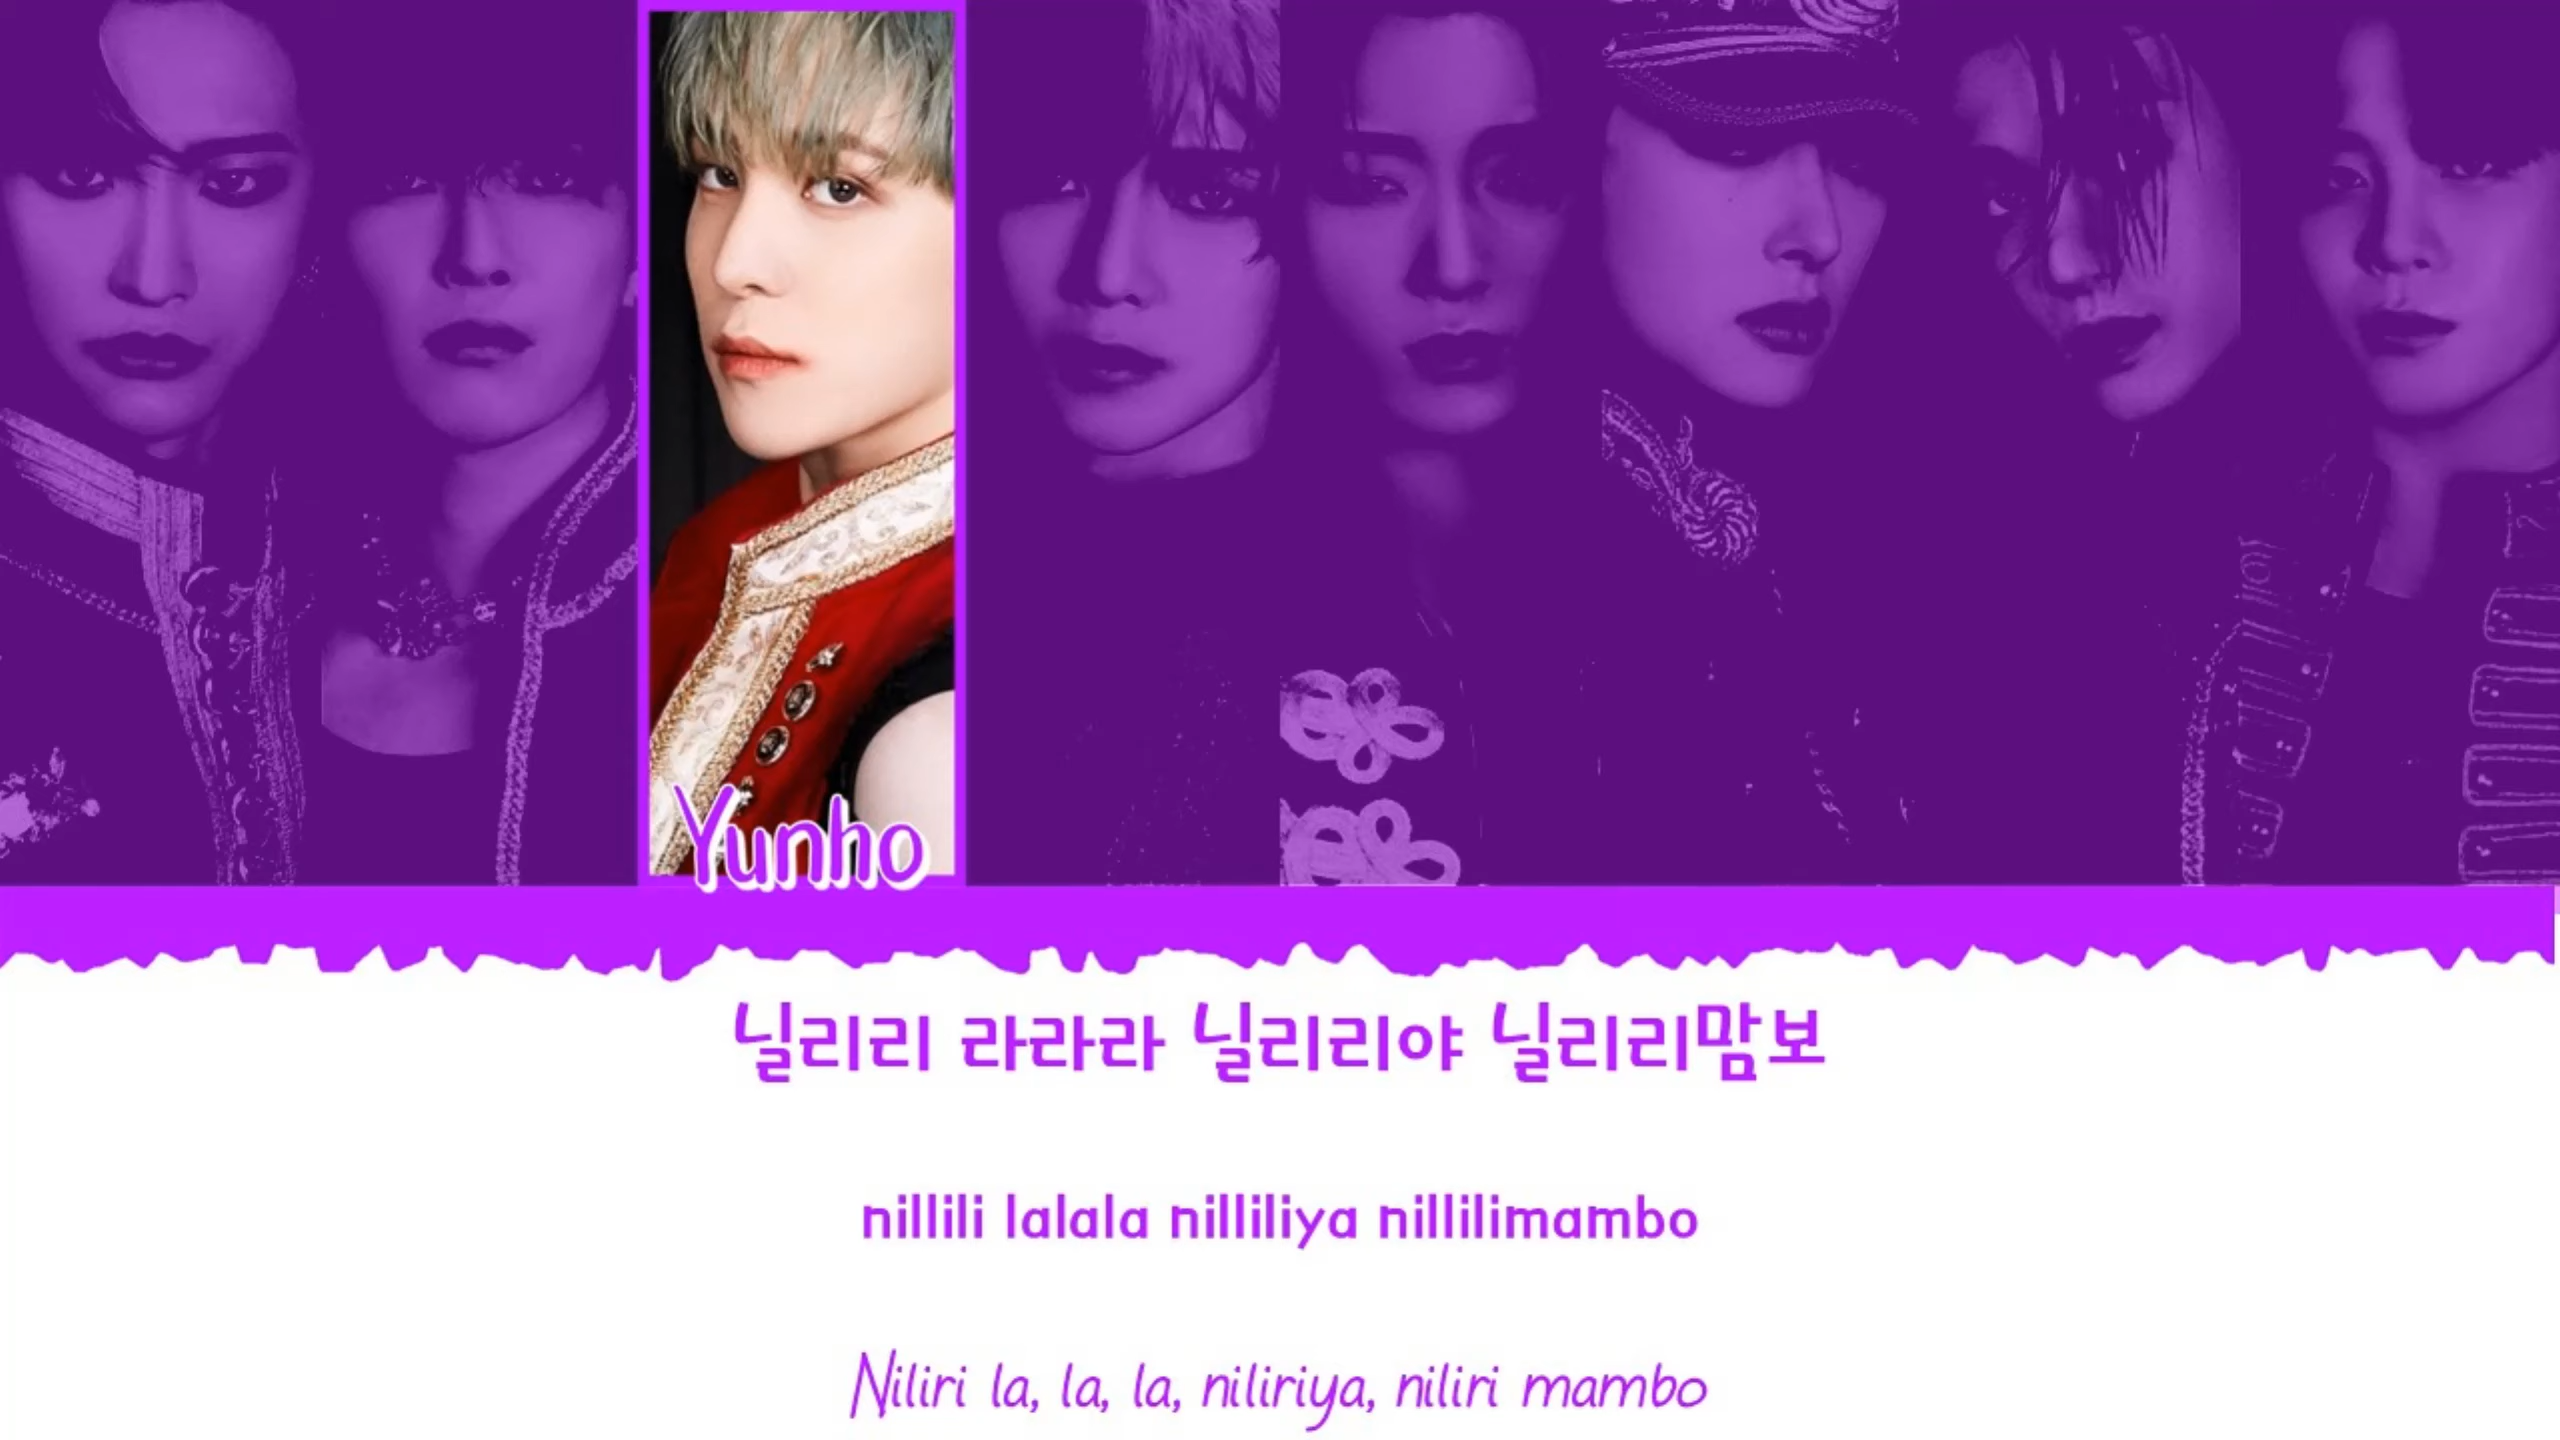 Yunho
닐리리 라라라 닐리리야 닐리리맘보
nillili lalala nilliliya nillilimambo
Niliri la, la, la, niliriya, niliri mambo